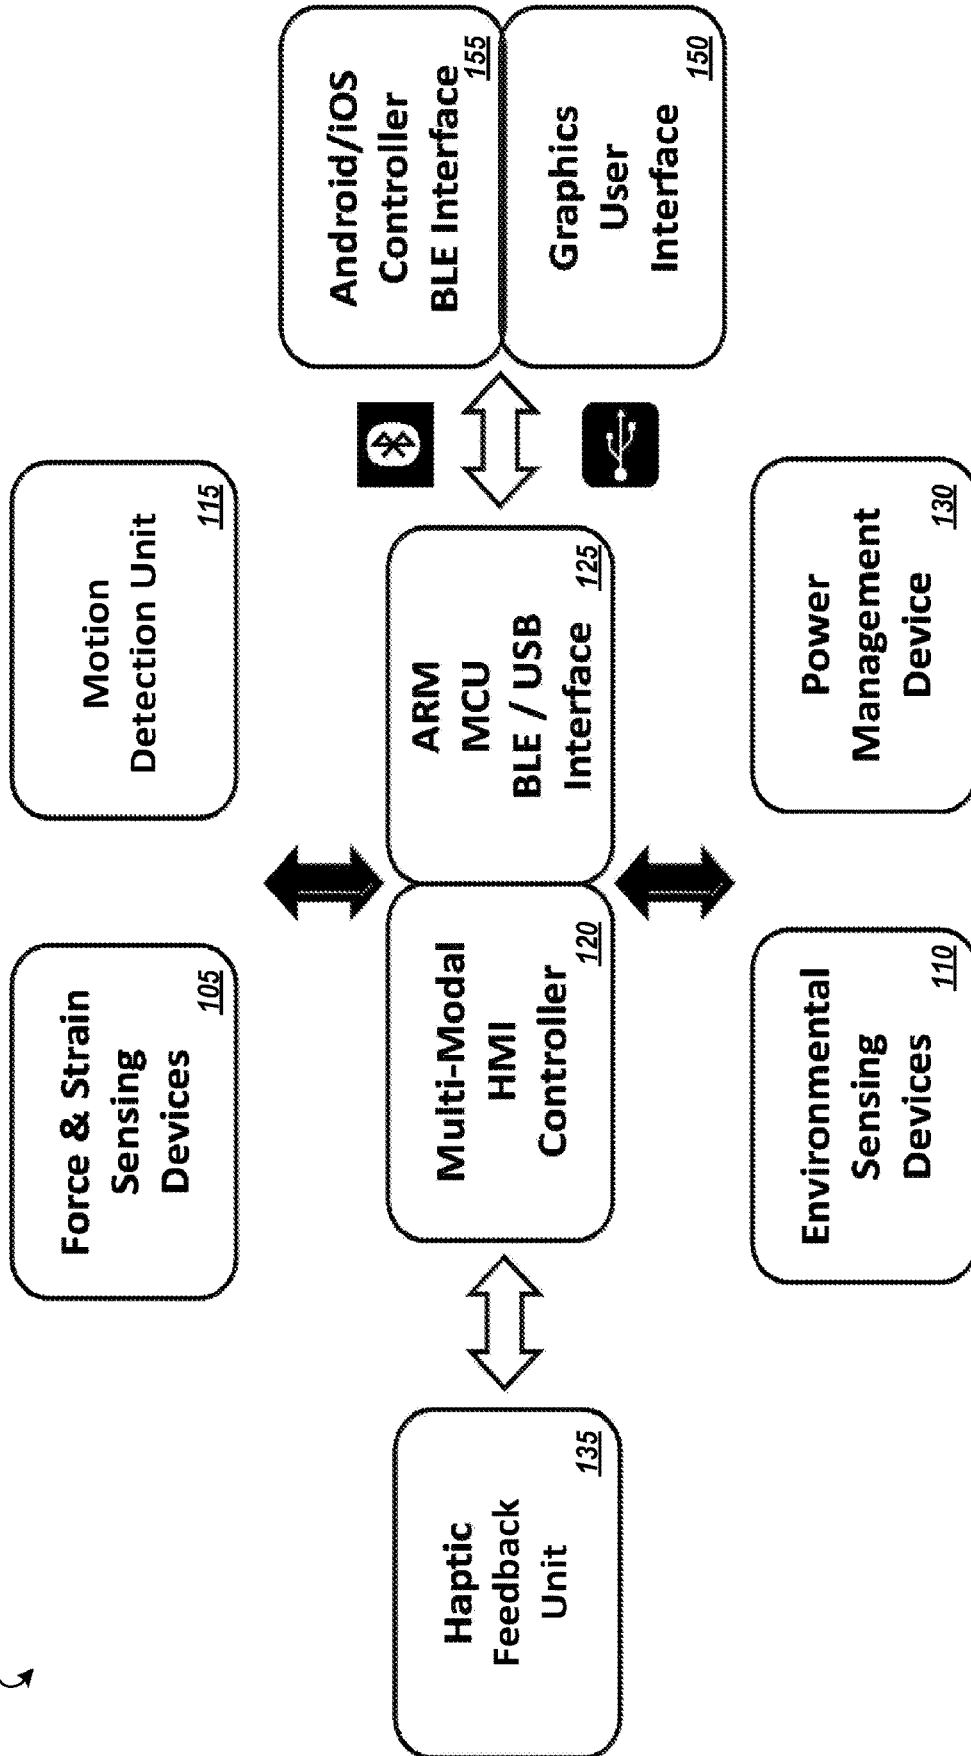 Force & Strain
Sensing
Devices
105
Motion
Detection Unit
115
Haptic
Feedback
Unit
135
Multi-Modal
HMI
Controller
120
ARM
MCU
BLE / USB
Interface
125
Android/iOS
Controller
BLE Interface
155
Graphics
User
Interface
150
Environmental
Sensing
Devices
110
Power
Management
Device
130